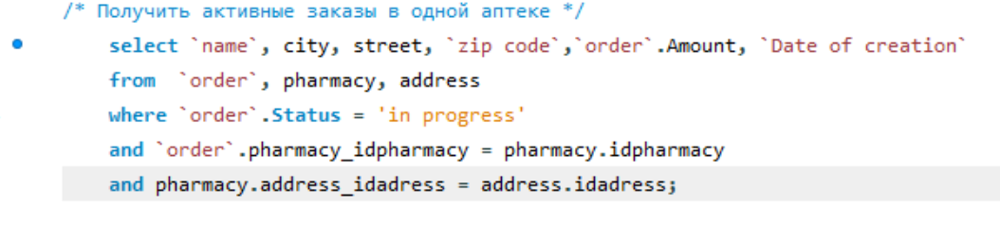 /* Получить активные заказы в одной аптеке */
select `name`, city, street, `zip code`,`order`.Amount, `Date of creation`
from  `order`, pharmacy, address
where `order`.Status = 'in progress'
and `order`.pharmacy_idpharmacy = pharmacy.idpharmacy
and pharmacy.address_idadress = address.idadress;